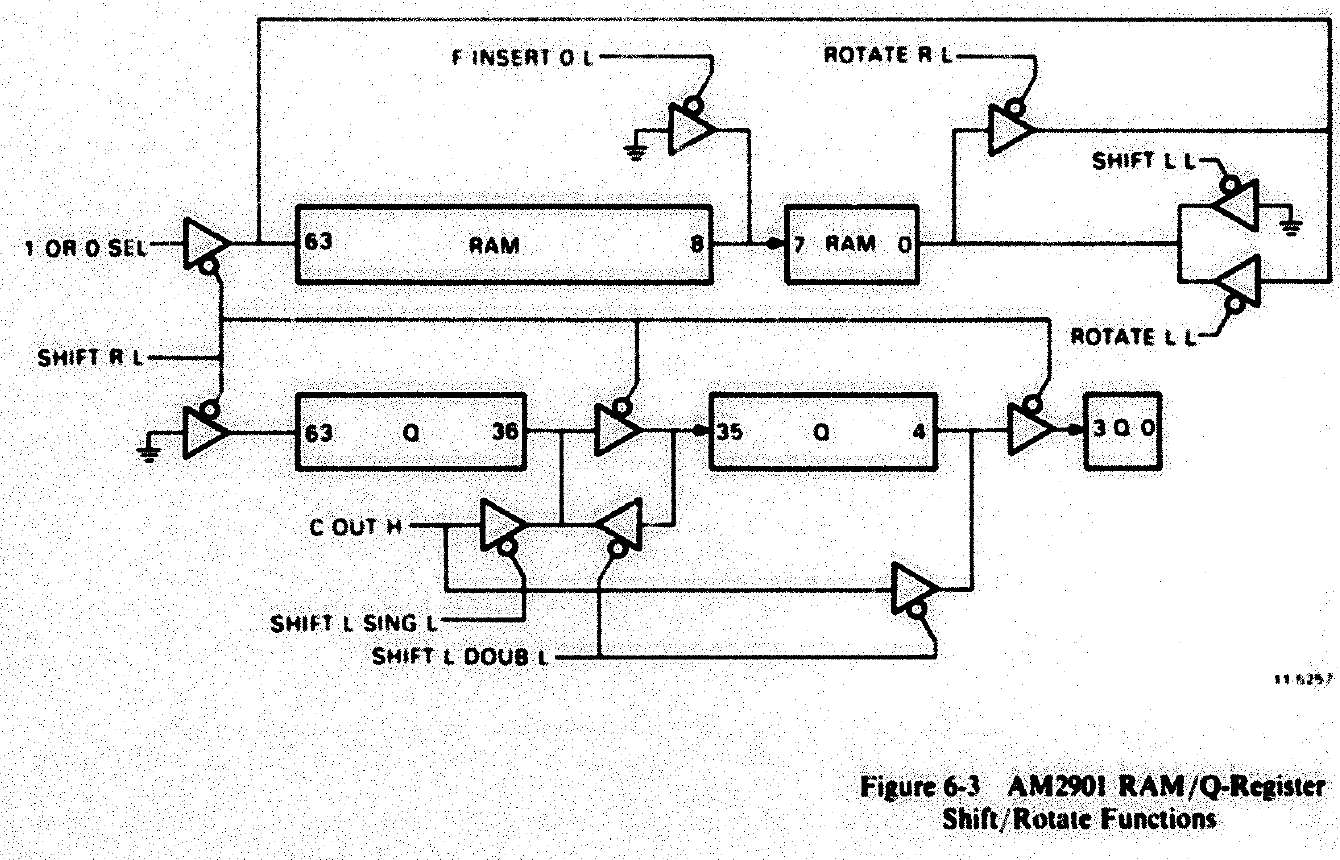 F INSERT 0 L
ROTATE R L
SHIFT L L
1 OR 0 SEL
63 RAM 8
7 RAM 0
ROTATE L L
SHIFT R L
63 Q 36
35 Q 4
3 Q 0
C OUT H
SHIFT L SING L
SHIFT L DOUB L
Figure 6-3 AM2901 RAM/Q-Register
Shift/Rotate Functions